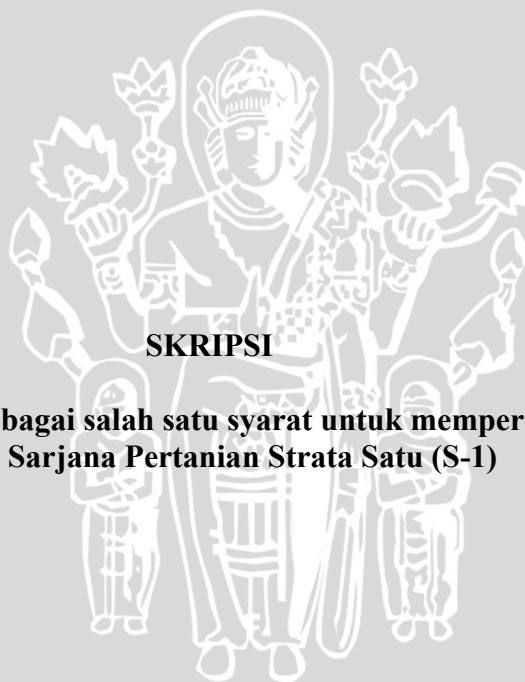 SKRIPSI
bagai salah satu syarat untuk memper
Sarjana Pertanian Strata Satu (S-1)